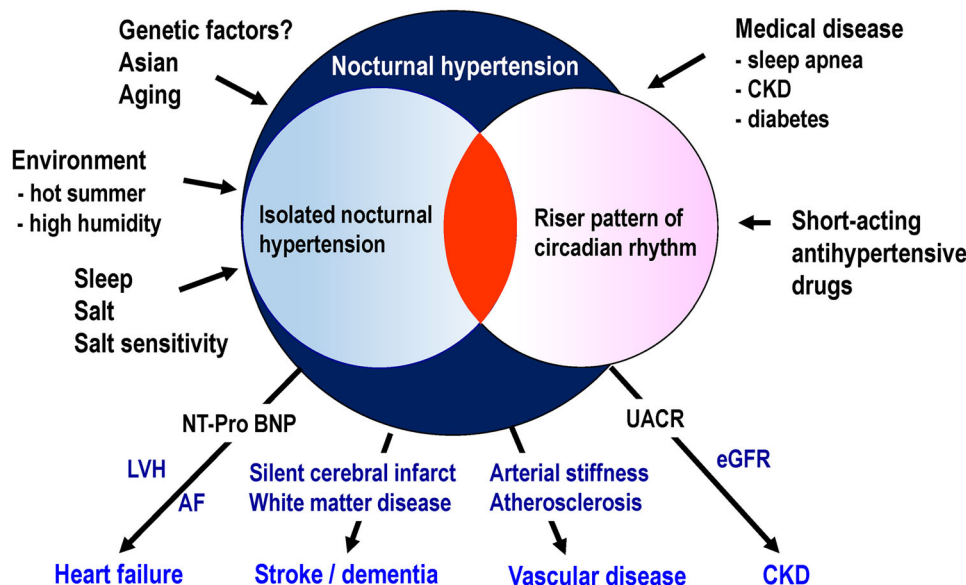 Genetic factors?
Asian
Aging
Nocturnal hypertension
Medical disease
- sleep apnea
- CKD
- diabetes
Environment
- hot summer
- high humidity
Isolated nocturnal
hypertension
Riser pattern of
circadian rhythm
Short-acting
antihypertensive
drugs
Sleep
Salt
Salt sensitivity
NT-Pro BNP
UACR
LVH
AF
Silent cerebral infarct
White matter disease
Arterial stiffness
Atherosclerosis
eGFR
Heart failure
Stroke / dementia
Vascular disease
CKD